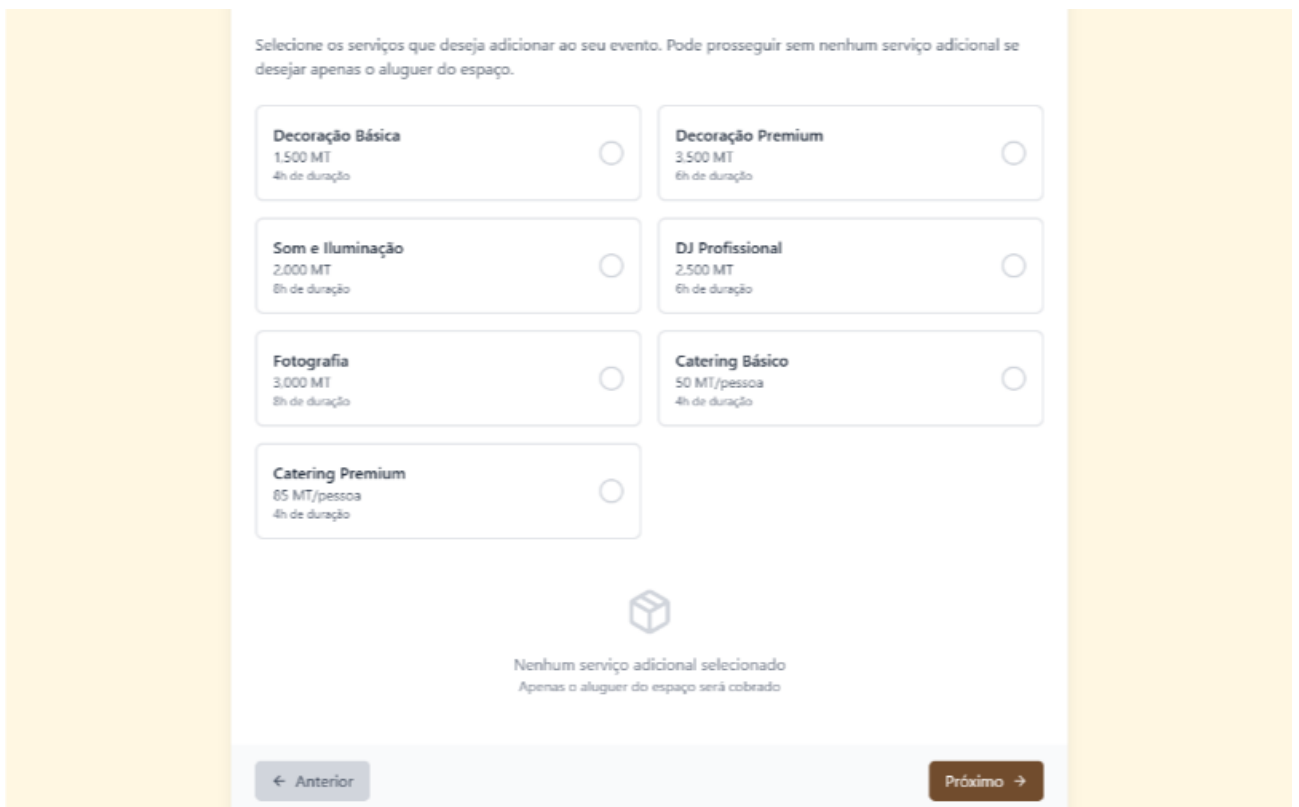 Selecione os serviços que deseja adicionar ao seu evento. Pode prosseguir sem nenhum serviço adicional se
desejar apenas o aluguer do espaço.
Decoração Básica
1,500 MT
4h de duração
Decoração Premium
3,500 MT
6h de duração
Som e Iluminação
2,000 MT
8h de duração
DJ Profissional
2,500 MT
6h de duração
Fotografia
3,000 MT
8h de duração
Catering Básico
50 MT/pessoa
4h de duração
Catering Premium
85 MT/pessoa
4h de duração
Nenhum serviço adicional selecionado
Apenas o aluguer do espaço será cobrado
← Anterior
Próximo →